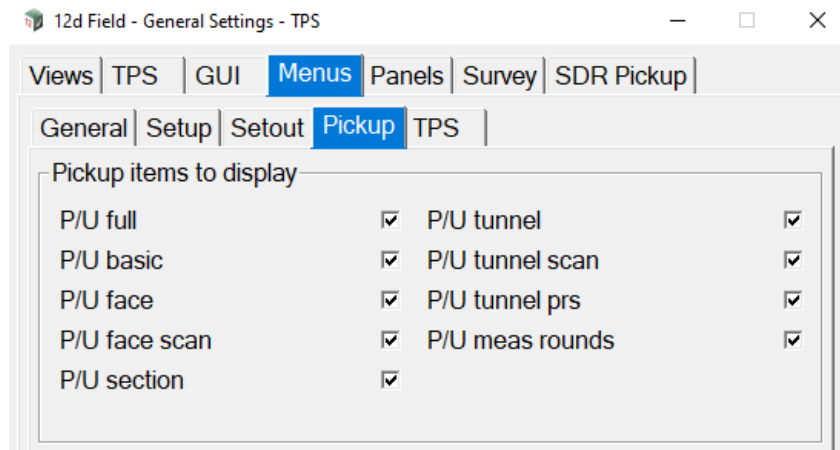 12d Field - General Settings - TPS
Views TPS GUI Menus Panels Survey SDR Pickup
General Setup Setout Pickup TPS
Pickup items to display
P/U full P/U tunnel
P/U basic P/U tunnel scan
P/U face P/U tunnel prs
P/U face scan P/U meas rounds
P/U section